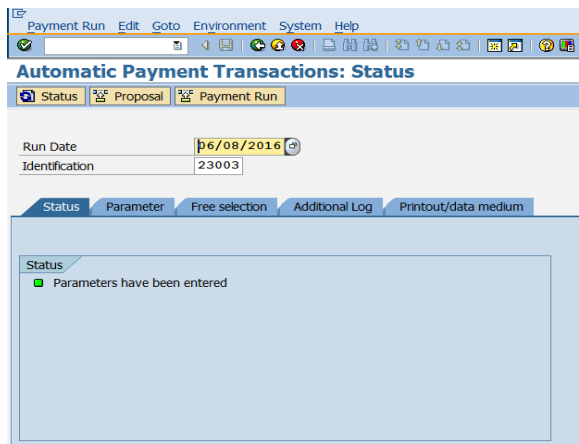 Payment Run Edit Goto Environment System Help
Automatic Payment Transactions: Status
Status Proposal Payment Run
Run Date 06/08/2016
Identification 23003
Status Parameter Free selection Additional Log Printout/data medium
Status
Parameters have been entered